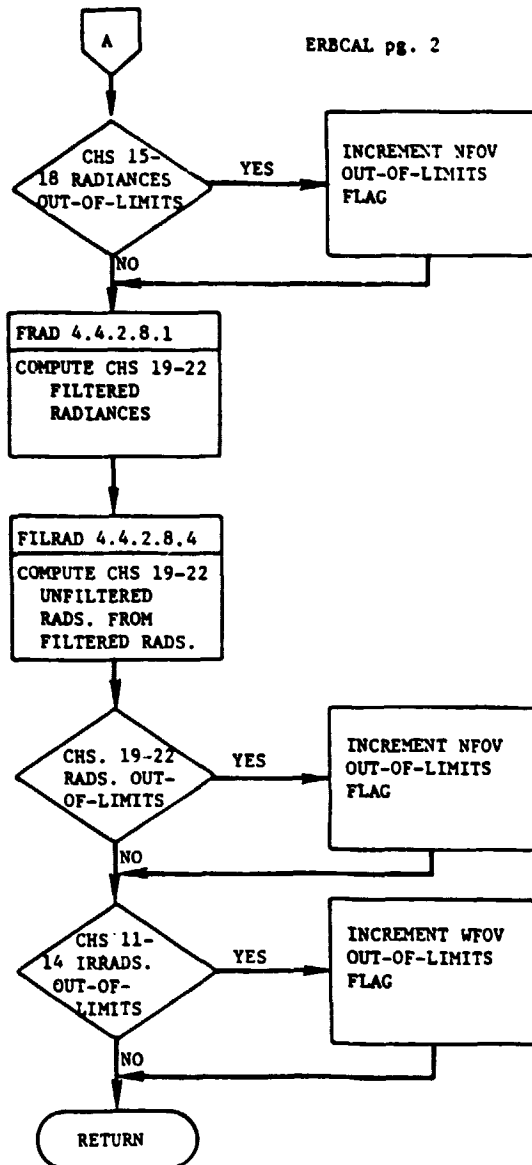 A
ERBCAL pg. 2
CHS 15-
18 RADIANCES
OUT-OF-LIMITS
YES
INCREMENT NFOV
OUT-OF-LIMITS
FLAG
NO
FRAD 4.4.2.8.1
COMPUTE CHS 19-22
FILTERED
RADIANCES
FILRAD 4.4.2.8.4
COMPUTE CHS 19-22
UNFILTERED
RADS. FROM
FILTERED RADS.
CHS. 19-22
RADS. OUT-
OF-LIMITS
YES
INCREMENT NFOV
OUT-OF-LIMITS
FLAG
NO
CHS 11-
14 IRRADS.
OUT-OF-
LIMITS
YES
INCREMENT WFOV
OUT-OF-LIMITS
FLAG
NO
RETURN